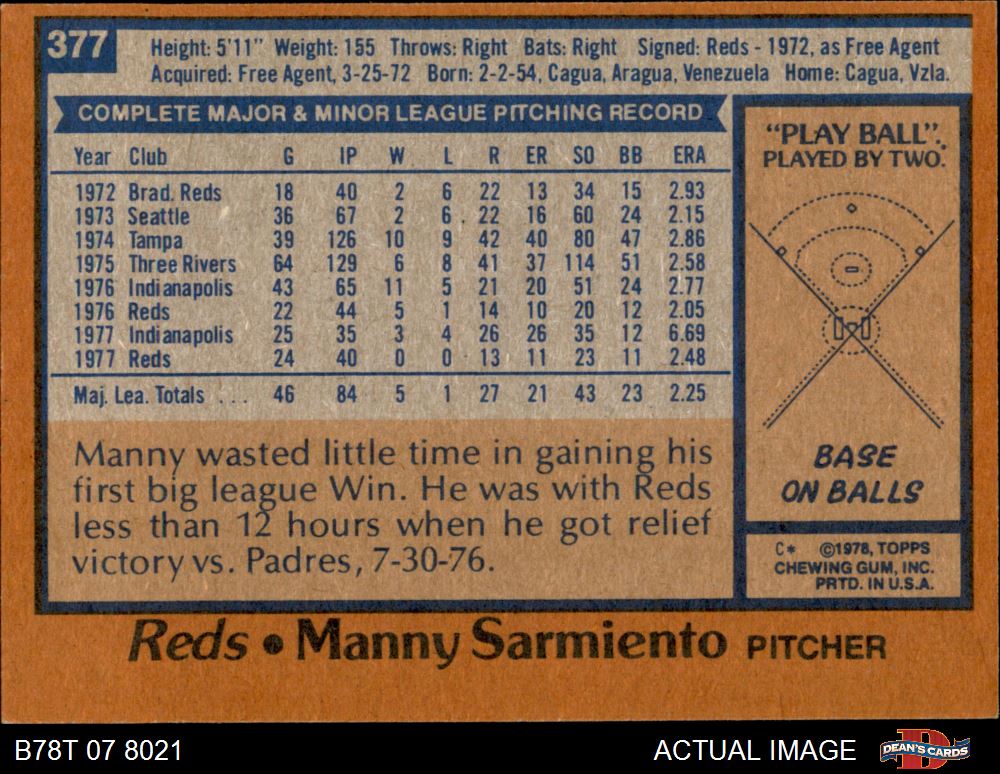 377
Height: 5'11" Weight: 155 Throws: Right Bats: Right Signed: Reds - 1972, as Free Agent
Acquired: Free Agent, 3-25-72 Born: 2-2-54, Cagua, Aragua, Venezuela Home: Cagua, Vzla.
COMPLETE MAJOR & MINOR LEAGUE PITCHING RECORD
Year Club G IP W L R ER SO BB ERA
1972 Brad. Reds 18 40 2 6 22 13 34 15 2.93
1973 Seattle 36 67 2 6 22 16 60 24 2.15
1974 Tampa 39 126 10 9 42 40 80 47 2.86
1975 Three Rivers 64 129 6 8 41 37 114 51 2.58
1976 Indianapolis 43 65 11 5 21 20 51 24 2.77
1976 Reds 22 44 5 1 14 10 20 12 2.05
1977 Indianapolis 25 35 3 4 26 26 35 12 6.69
1977 Reds 24 40 0 0 13 11 23 11 2.48
Maj. Lea. Totals ... 46 84 5 1 27 21 43 23 2.25
Manny wasted little time in gaining his
first big league Win. He was with Reds
less than 12 hours when he got relief
victory vs. Padres, 7-30-76.
"PLAY BALL".
PLAYED BY TWO.
BASE
ON BALLS
C* ©1978, TOPPS
CHEWING GUM, INC.
PRTD. IN U.S.A.
Reds • Manny Sarmiento PITCHER
B78T 07 8021
ACTUAL IMAGE
DEAN'S CARDS